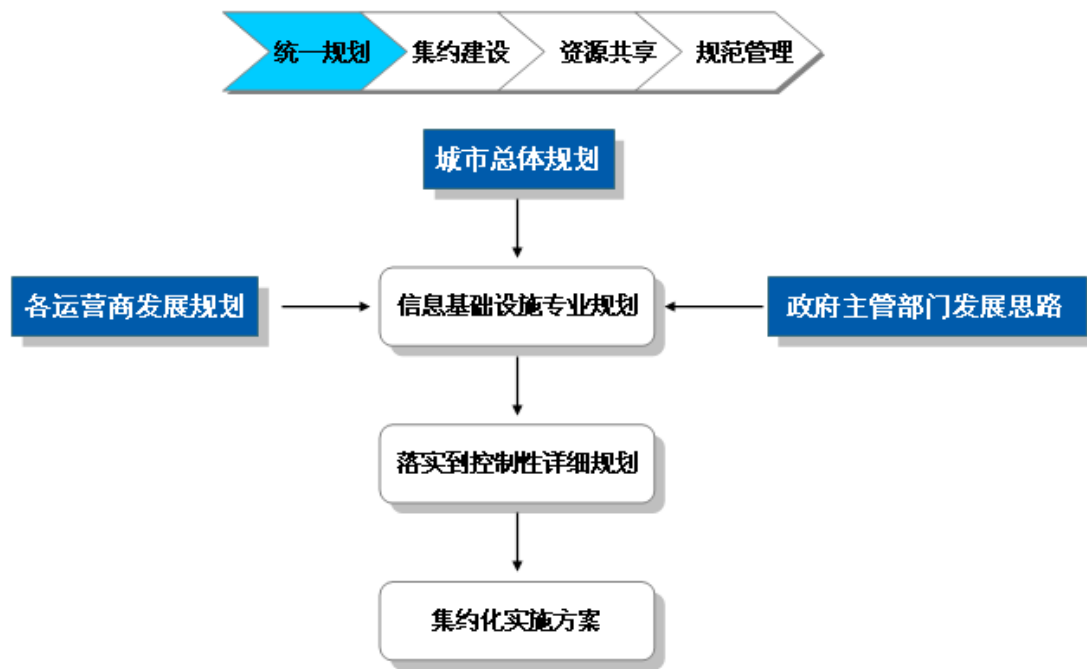 统一规划
集约建设
资源共享
规范管理
城市总体规划
各运营商发展规划
信息基础设施专业规划
政府主管部门发展思路
落实到控制性详细规划
集约化实施方案